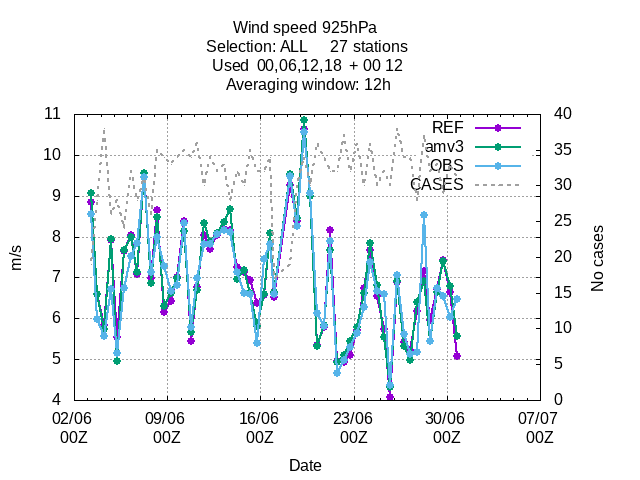 Wind speed 925hPa
Selection: ALL 27 stations
Used 00,06,12,18 + 00 12
Averaging window: 12h
11
10
9
8
7
6
5
4
m/s
40
35
30
25
20
15
10
5
0
No cases
REF
amv3
OBS
CASES
02/06 09/06 16/06 23/06 30/06 07/07
00Z 00Z 00Z 00Z 00Z 00Z
Date